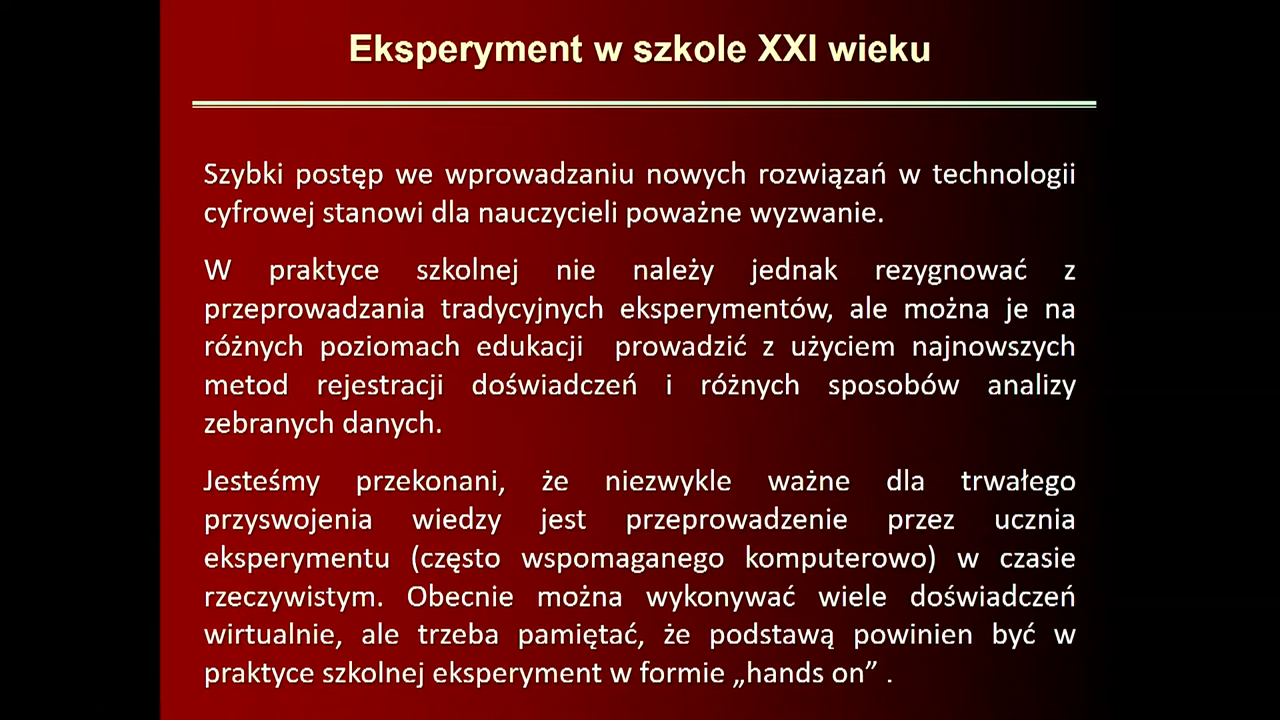 Eksperyment w szkole XXI wieku
Szybki postęp we wprowadzaniu nowych rozwiązań w technologii
cyfrowej stanowi dla nauczycieli poważne wyzwanie.
W praktyce szkolnej nie należy jednak rezygnować z
przeprowadzania tradycyjnych eksperymentów, ale można je na
różnych poziomach edukacji prowadzić z użyciem najnowszych
metod rejestracji doświadczeń i różnych sposobów analizy
zebranych danych.
Jesteśmy przekonani, że niezwykle ważne dla trwałego
przyswojenia wiedzy jest przeprowadzenie przez ucznia
eksperymentu (często wspomaganego komputerowo) w czasie
rzeczywistym. Obecnie można wykonywać wiele doświadczeń
wirtualnie, ale trzeba pamiętać, że podstawą powinien być w
praktyce szkolnej eksperyment w formie „hands on” .